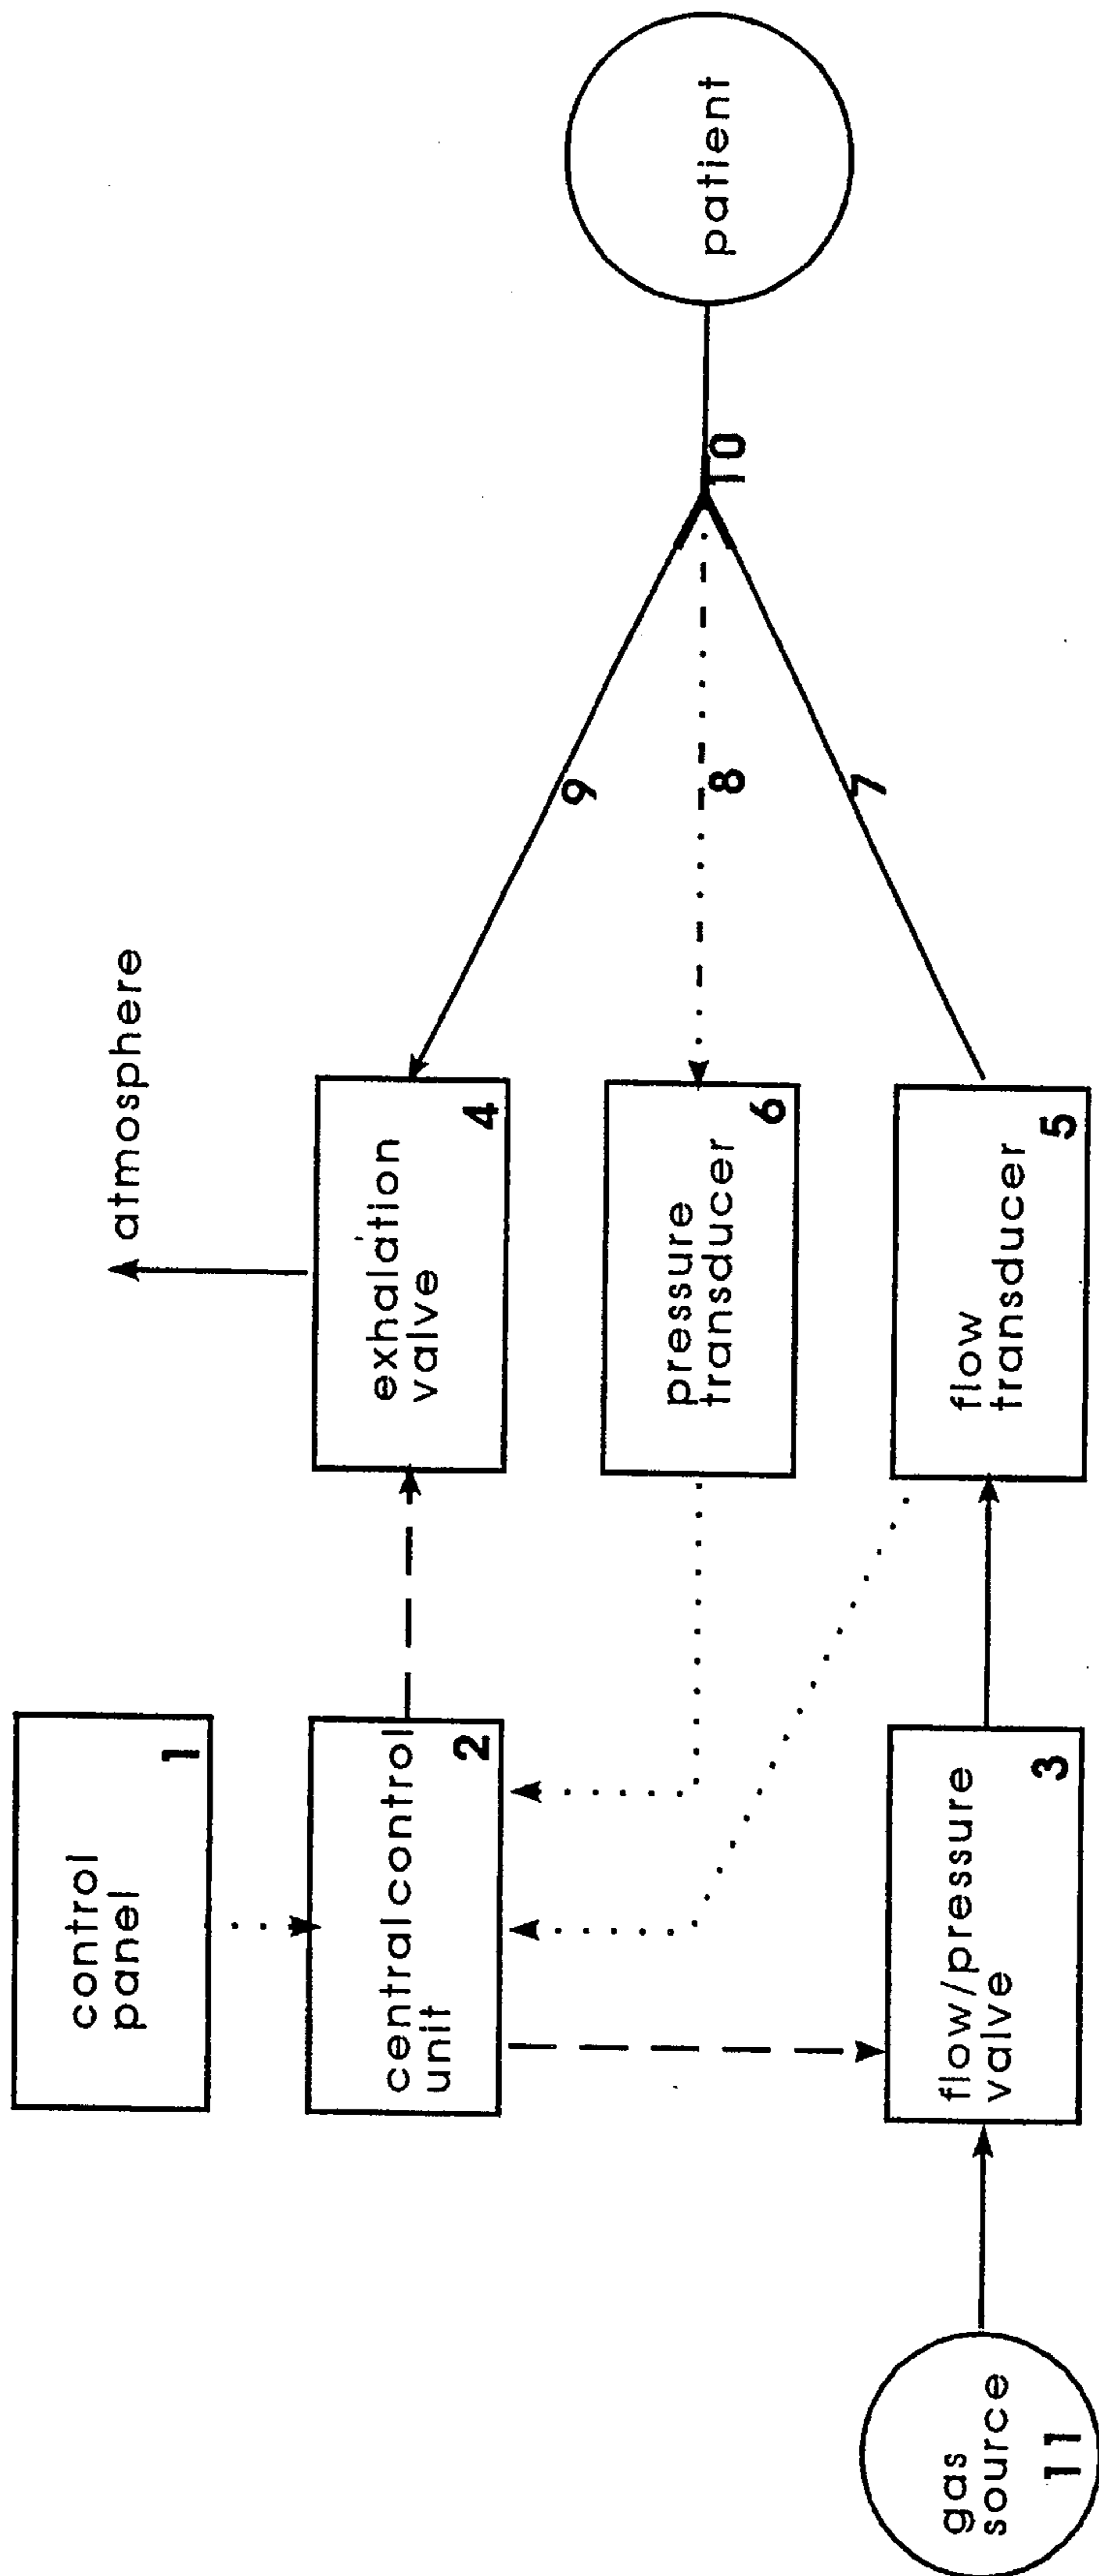 control
panel
1
central control
unit
2
atmosphere
exhalation
valve
4
pressure
transducer
6
flow/pressure
valve
3
flow
transducer
5
gas
source
11
9
8
7
10
patient